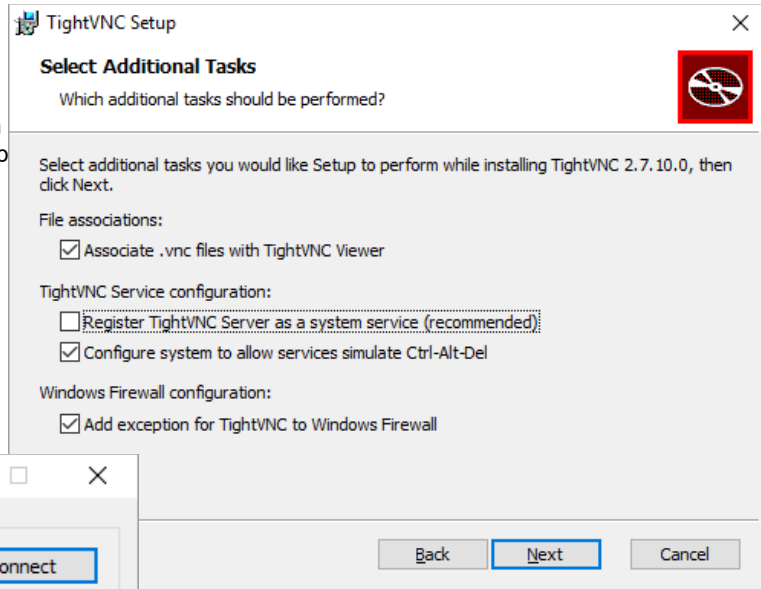 TightVNC Setup
Select Additional Tasks
Which additional tasks should be performed?
Select additional tasks you would like Setup to perform while installing TightVNC 2.7.10.0, then
click Next.
File associations:
Associate .vnc files with TightVNC Viewer
TightVNC Service configuration:
Register TightVNC Server as a system service (recommended)
Configure system to allow services simulate Ctrl-Alt-Del
Windows Firewall configuration:
Add exception for TightVNC to Windows Firewall
Back Next Cancel
onnect